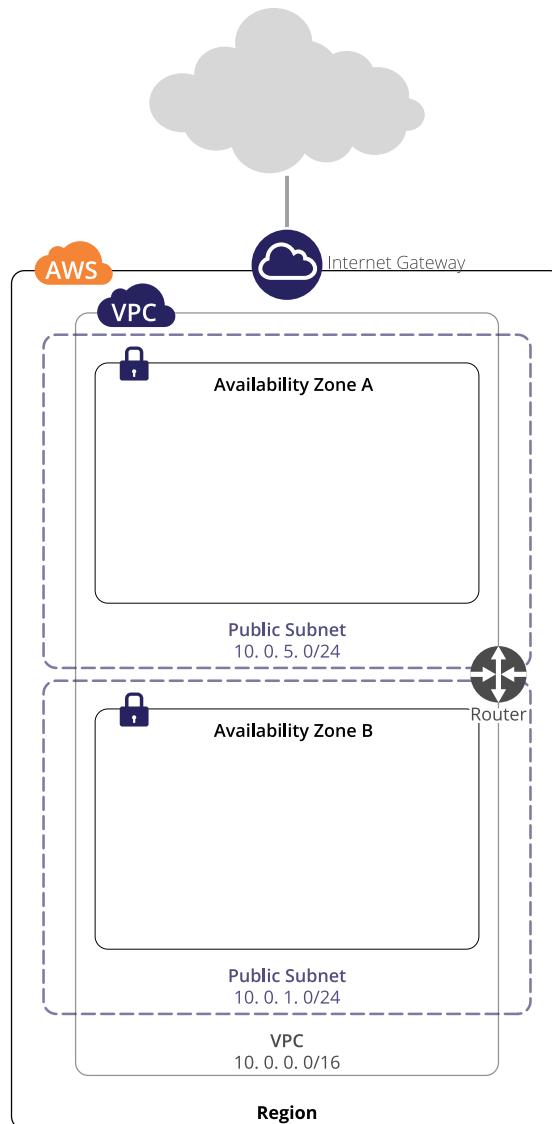 Internet Gateway
AWS
VPC
Availability Zone A
Public Subnet
10. 0. 5. 0/24
Router
Availability Zone B
Public Subnet
10. 0. 1. 0/24
VPC
10. 0. 0. 0/16
Region